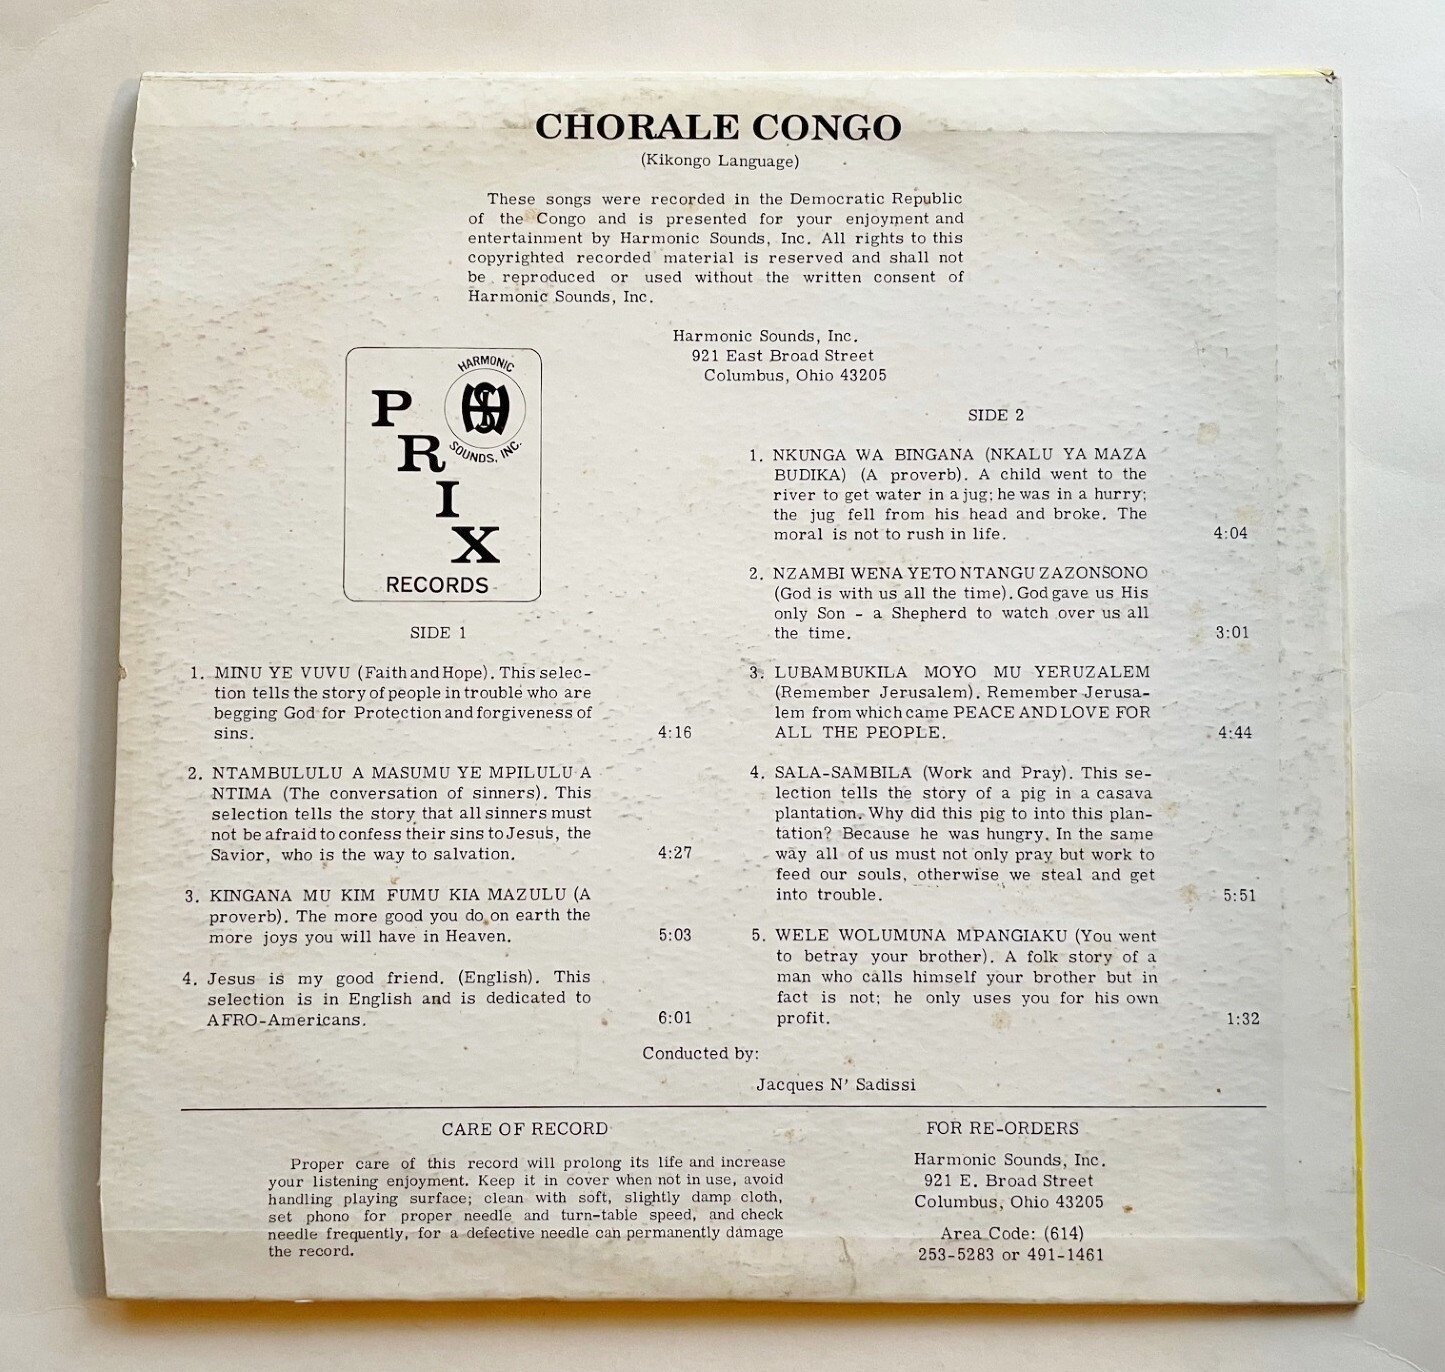 CHORALE CONGO
(Kikongo Language)
These songs were recorded in the Democratic Republic
of the Congo and is presented for your enjoyment and
entertainment by Harmonic Sounds, Inc. All rights to this
copyrighted recorded material is reserved and shall not
be reproduced or used without the written consent of
Harmonic Sounds, Inc.
Harmonic Sounds, Inc.
921 East Broad Street
Columbus, Ohio 43205
HARMONIC
HSI
SOUNDS, INC.
P
R
I
X
RECORDS
SIDE 1
1. MINU YE VUVU (Faith and Hope). This selec-
tion tells the story of people in trouble who are
begging God for Protection and forgiveness of
sins. 4:16
2. NTAMBULULU A MASUMU YE MPILULU A
NTIMA (The conversation of sinners). This
selection tells the story that all sinners must
not be afraid to confess their sins to Jesus, the
Savior, who is the way to salvation. 4:27
3. KINGANA MU KIM FUMU KIA MAZULU (A
proverb). The more good you do on earth the
more joys you will have in Heaven. 5:03
4. Jesus is my good friend. (English). This
selection is in English and is dedicated to
AFRO-Americans. 6:01
SIDE 2
1. NKUNGA WA BINGANA (NKALU YA MAZA
BUDIKA) (A proverb). A child went to the
river to get water in a jug; he was in a hurry;
the jug fell from his head and broke. The
moral is not to rush in life. 4:04
2. NZAMBI WENA YETO NTANGU ZAZONSONO
(God is with us all the time). God gave us His
only Son - a Shepherd to watch over us all
the time. 3:01
3. LUBAMBUKILA MOYO MU YERUZALEM
(Remember Jerusalem). Remember Jerusa-
lem from which came PEACE AND LOVE FOR
ALL THE PEOPLE. 4:44
4. SALA-SAMBILA (Work and Pray). This se-
lection tells the story of a pig in a casava
plantation. Why did this pig to into this plan-
tation? Because he was hungry. In the same
way all of us must not only pray but work to
feed our souls, otherwise we steal and get
into trouble. 5:51
5. WELE WOLUMUNA MPANGIAKU (You went
to betray your brother). A folk story of a
man who calls himself your brother but in
fact is not; he only uses you for his own
profit. 1:32
Conducted by:
Jacques N' Sadissi
CARE OF RECORD
Proper care of this record will prolong its life and increase
your listening enjoyment. Keep it in cover when not in use, avoid
handling playing surface; clean with soft, slightly damp cloth,
set phono for proper needle and turn-table speed, and check
needle frequently, for a defective needle can permanently damage
the record.
FOR RE-ORDERS
Harmonic Sounds, Inc.
921 E. Broad Street
Columbus, Ohio 43205
Area Code: (614)
253-5283 or 491-1461